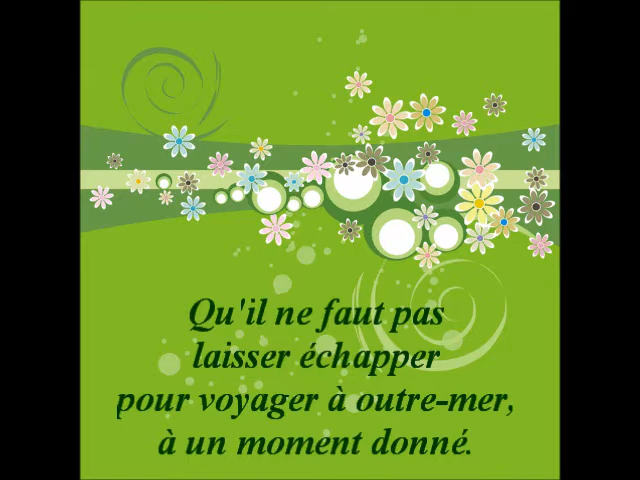 Qu'il ne faut pas
laisser échapper
pour voyager à outre-mer,
à un moment donné.